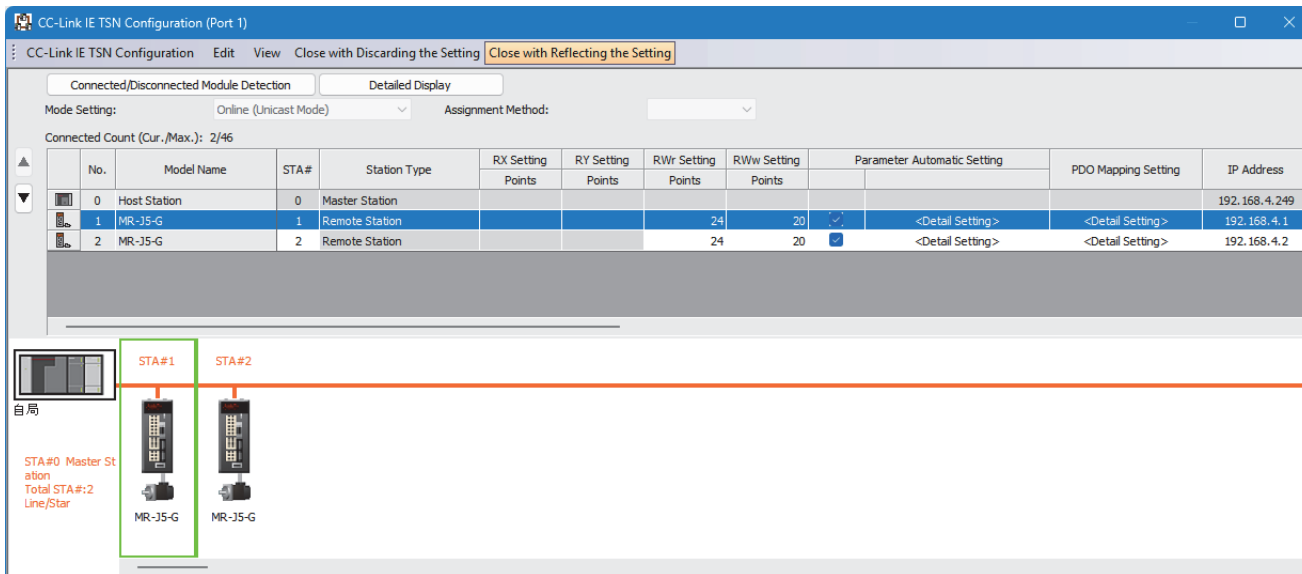 CC-Link IE TSN Configuration (Port 1)
CC-Link IE TSN Configuration Edit View Close with Discarding the Setting Close with Reflecting the Setting
Connected/Disconnected Module Detection Detailed Display
Mode Setting: Online (Unicast Mode) Assignment Method:
Connected Count (Cur./Max.): 2/46
No. Model Name STA# Station Type RX Setting RY Setting RWr Setting RWw Setting Parameter Automatic Setting PDO Mapping Setting IP Address
Points Points Points Points
0 Host Station 0 Master Station 192.168.4.249
1 MR-J5-G 1 Remote Station 24 20 <Detail Setting> <Detail Setting> 192.168.4.1
2 MR-J5-G 2 Remote Station 24 20 <Detail Setting> <Detail Setting> 192.168.4.2
STA#1 STA#2
自局
STA#0 Master St
ation
Total STA#:2
Line/Star
MR-J5-G MR-J5-G